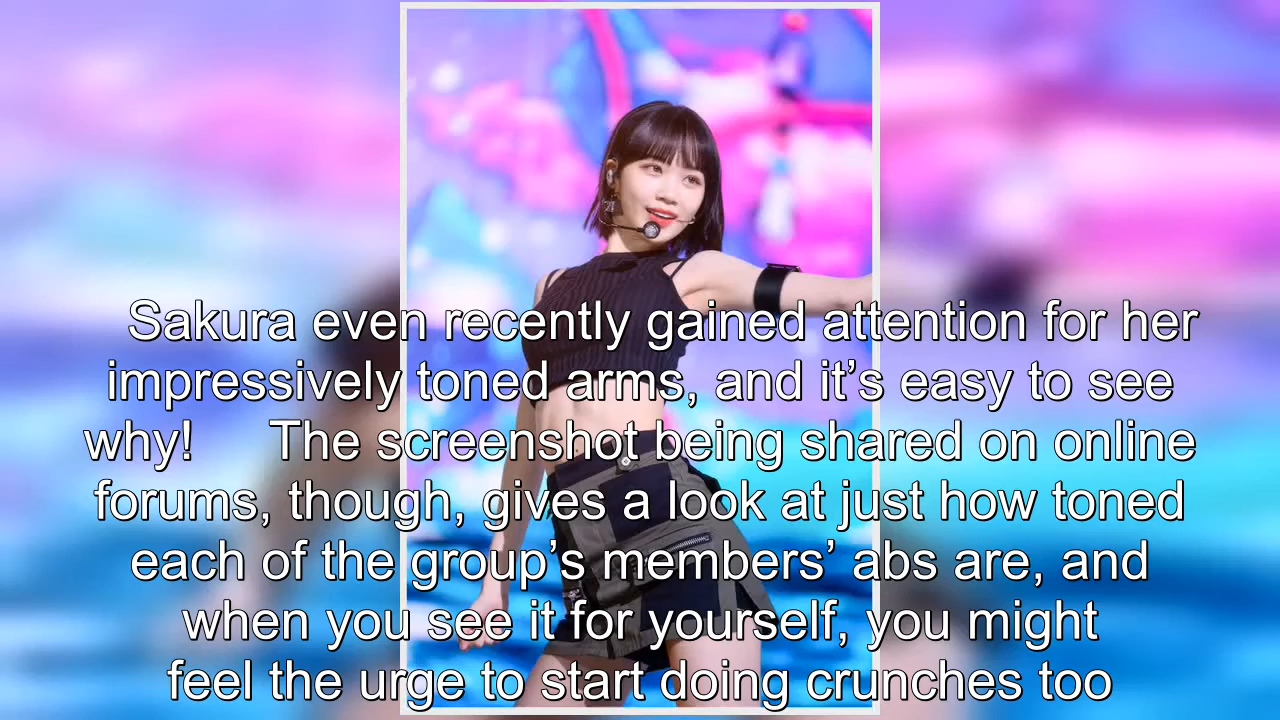 Sakura even recently gained attention for her
impressively toned arms, and it’s easy to see
why! The screenshot being shared on online
forums, though, gives a look at just how toned
each of the group’s members’ abs are, and
when you see it for yourself, you might
feel the urge to start doing crunches too